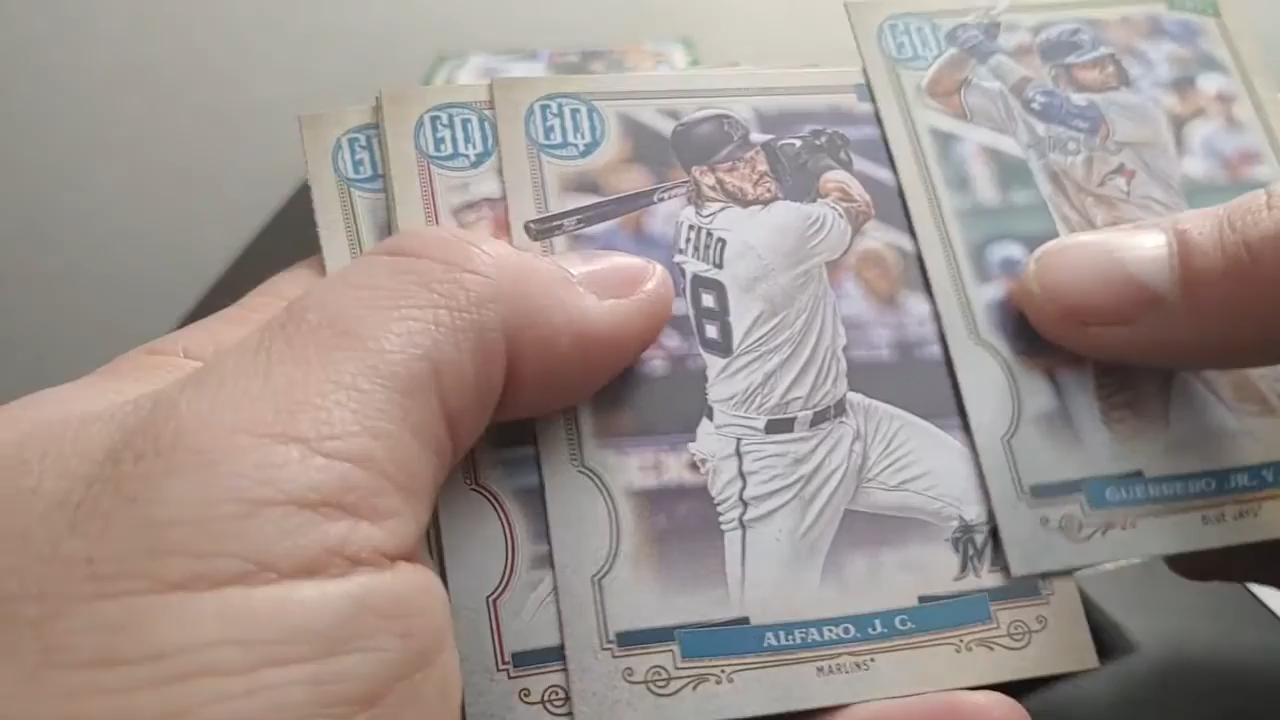 GQ
GQ
GQ
GQ
ALFARO
18
M
ALFARO, J. G.
MARLINS
GUERRERO JR. V
BLUE JAYS